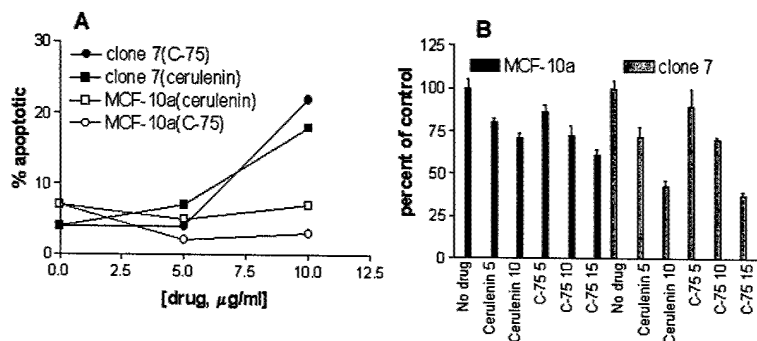 A
30
20
10
0
% apoptotic
clone 7(C-75)
clone 7(cerulenin)
MCF-10a(cerulenin)
MCF-10a(C-75)
0.0
2.5
5.0
7.5
10.0
12.5
[drug, μg/ml]
B
125
100
75
50
25
0
percent of control
MCF-10a
clone 7
No drug
Cerulenin 5
Cerulenin 10
C-75 5
C-75 10
C-75 15
No drug
Cerulenin 5
Cerulenin 10
C-75 5
C-75 10
C-75 15